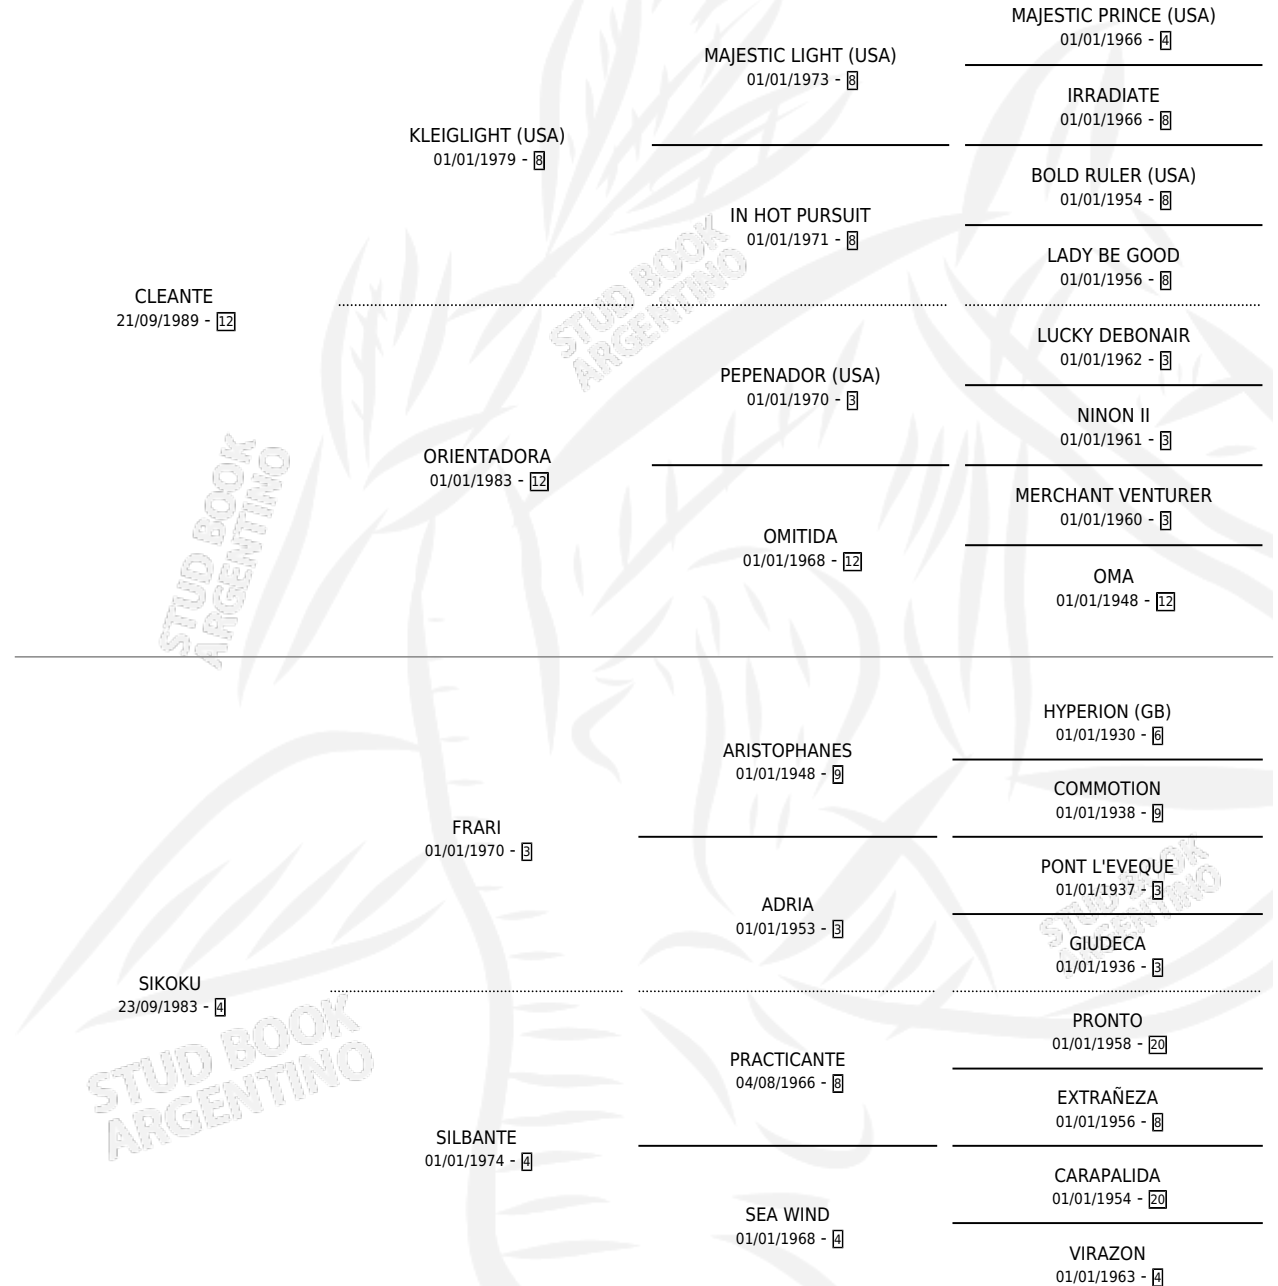 MAJESTIC PRINCE (USA)
01/01/1966 - 4
MAJESTIC LIGHT (USA)
01/01/1973 - 8
IRRADIATE
01/01/1966 - 8
KLEIGLIGHT (USA)
01/01/1979 - 8
BOLD RULER (USA)
01/01/1954 - 8
IN HOT PURSUIT
01/01/1971 - 8
LADY BE GOOD
01/01/1956 - 8
CLEANTE
21/09/1989 - 12
STUD BOOK
ARGENTINO
LUCKY DEBONAIR
01/01/1962 - 3
PEPENADOR (USA)
01/01/1970 - 3
NINON II
01/01/1961 - 3
ORIENTADORA
01/01/1983 - 12
MERCHANT VENTURER
01/01/1960 - 3
OMITIDA
01/01/1968 - 12
OMA
01/01/1948 - 12
STUD BOOK
ARGENTINO
HYPERION (GB)
01/01/1930 - 6
ARISTOPHANES
01/01/1948 - 9
COMMOTION
01/01/1938 - 9
FRARI
01/01/1970 - 3
PONT L'EVEQUE
01/01/1937 - 3
ADRIA
01/01/1953 - 3
GIUDECA
01/01/1936 - 3
STUD BOOK
ARGENTINO
SIKOKU
23/09/1983 - 4
PRONTO
01/01/1958 - 20
PRACTICANTE
04/08/1966 - 8
EXTRAÑEZA
01/01/1956 - 8
STUD BOOK
ARGENTINO
SILBANTE
01/01/1974 - 4
CARAPALIDA
01/01/1954 - 20
SEA WIND
01/01/1968 - 4
VIRAZON
01/01/1963 - 4